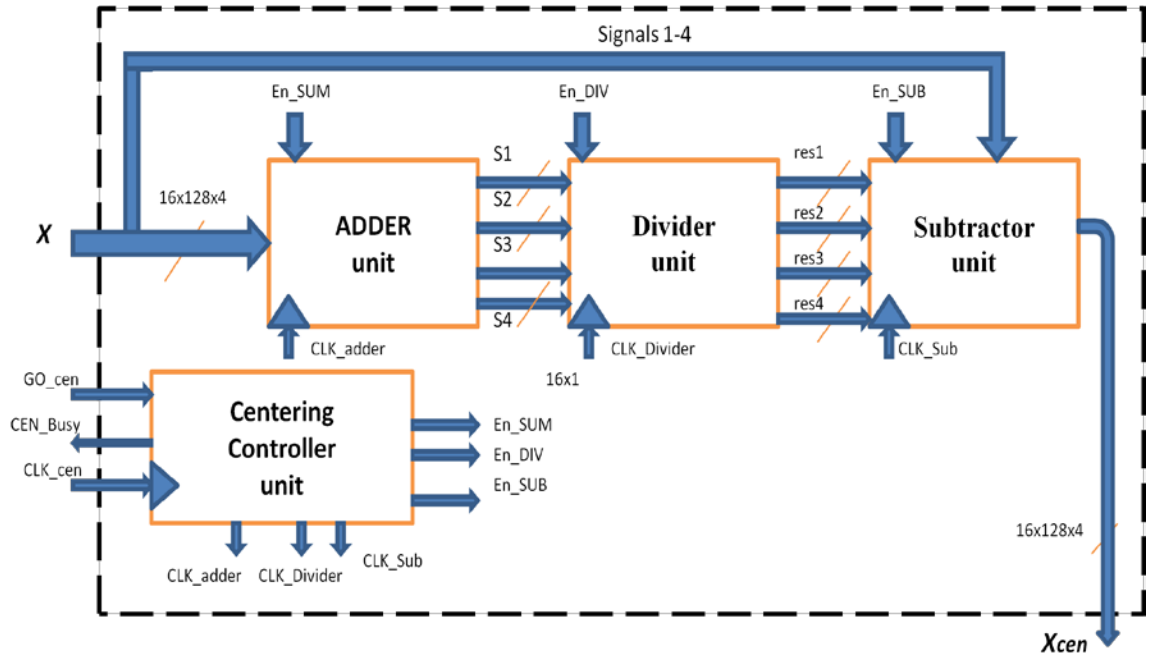 Signals 1-4
En_SUM
En_DIV
En_SUB
S1
res1
16x128x4
S2
res2
X
ADDER
unit
Divider
unit
Subtractor
unit
S3
res3
S4
res4
CLK_adder
CLK_Divider
CLK_Sub
GO_cen
16x1
CEN_Busy
Centering
Controller
unit
En_SUM
En_DIV
CLK_cen
En_SUB
16x128x4
CLK_adder
CLK_Divider
CLK_Sub
Xcen